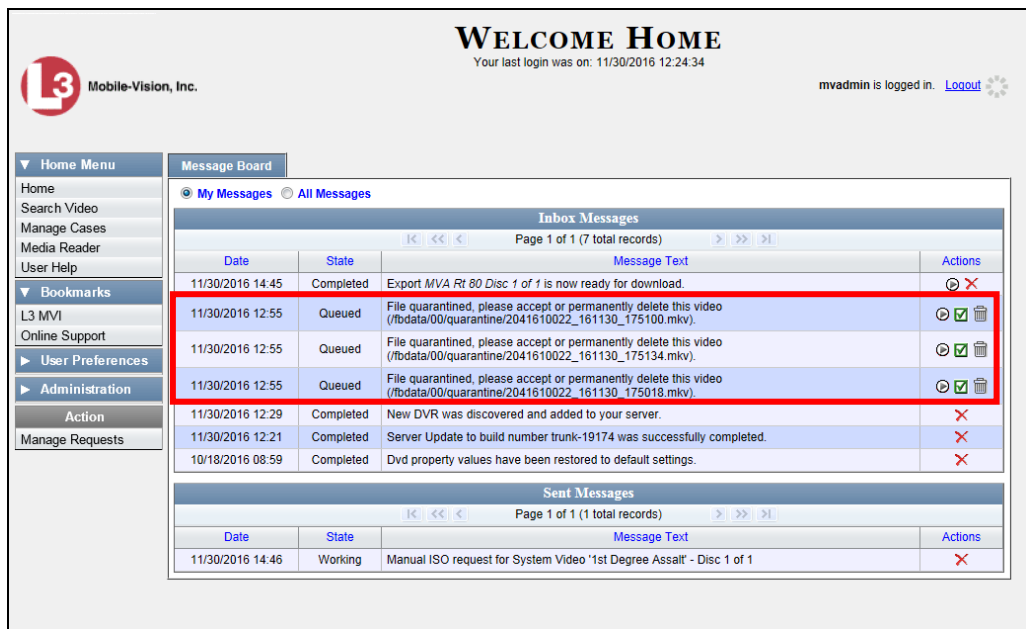 WELCOME HOME
Your last login was on: 11/30/2016 12:24:34
L3 Mobile-Vision, Inc.
mvadmin is logged in. Logout
Home Menu
Home
Search Video
Manage Cases
Media Reader
User Help
Bookmarks
L3 MVI
Online Support
User Preferences
Administration
Action
Manage Requests
Message Board
My Messages All Messages
Inbox Messages
Page 1 of 1 (7 total records)
Date State Message Text Actions
11/30/2016 14:45 Completed Export MVA Rt 80 Disc 1 of 1 is now ready for download.
11/30/2016 12:55 Queued File quarantined, please accept or permanently delete this video
(/fbdata/00/quarantine/2041610022_161130_175100.mkv).
11/30/2016 12:55 Queued File quarantined, please accept or permanently delete this video
(/fbdata/00/quarantine/2041610022_161130_175134.mkv).
11/30/2016 12:55 Queued File quarantined, please accept or permanently delete this video
(/fbdata/00/quarantine/2041610022_161130_175018.mkv).
11/30/2016 12:29 Completed New DVR was discovered and added to your server.
11/30/2016 12:21 Completed Server Update to build number trunk-19174 was successfully completed.
10/18/2016 08:59 Completed Dvd property values have been restored to default settings.
Sent Messages
Page 1 of 1 (1 total records)
Date State Message Text Actions
11/30/2016 14:46 Working Manual ISO request for System Video '1st Degree Assalt' - Disc 1 of 1